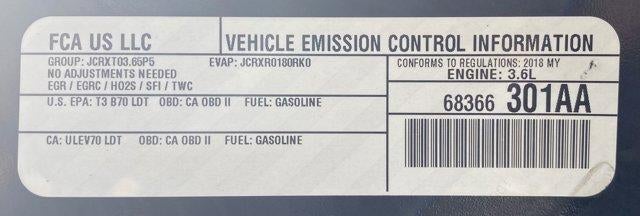 FCA US LLC VEHICLE EMISSION CONTROL INFORMATION
GROUP: JCRXT03.65P5 EVAP: JCRXR0180RK0
NO ADJUSTMENTS NEEDED
EGR / EGRC / HO2S / SFI / TWC
CONFORMS TO REGULATIONS: 2018 MY
ENGINE: 3.6L
U.S. EPA: T3 B70 LDT OBD: CA OBD II FUEL: GASOLINE
68366 301AA
CA: ULEV70 LDT OBD: CA OBD II FUEL: GASOLINE